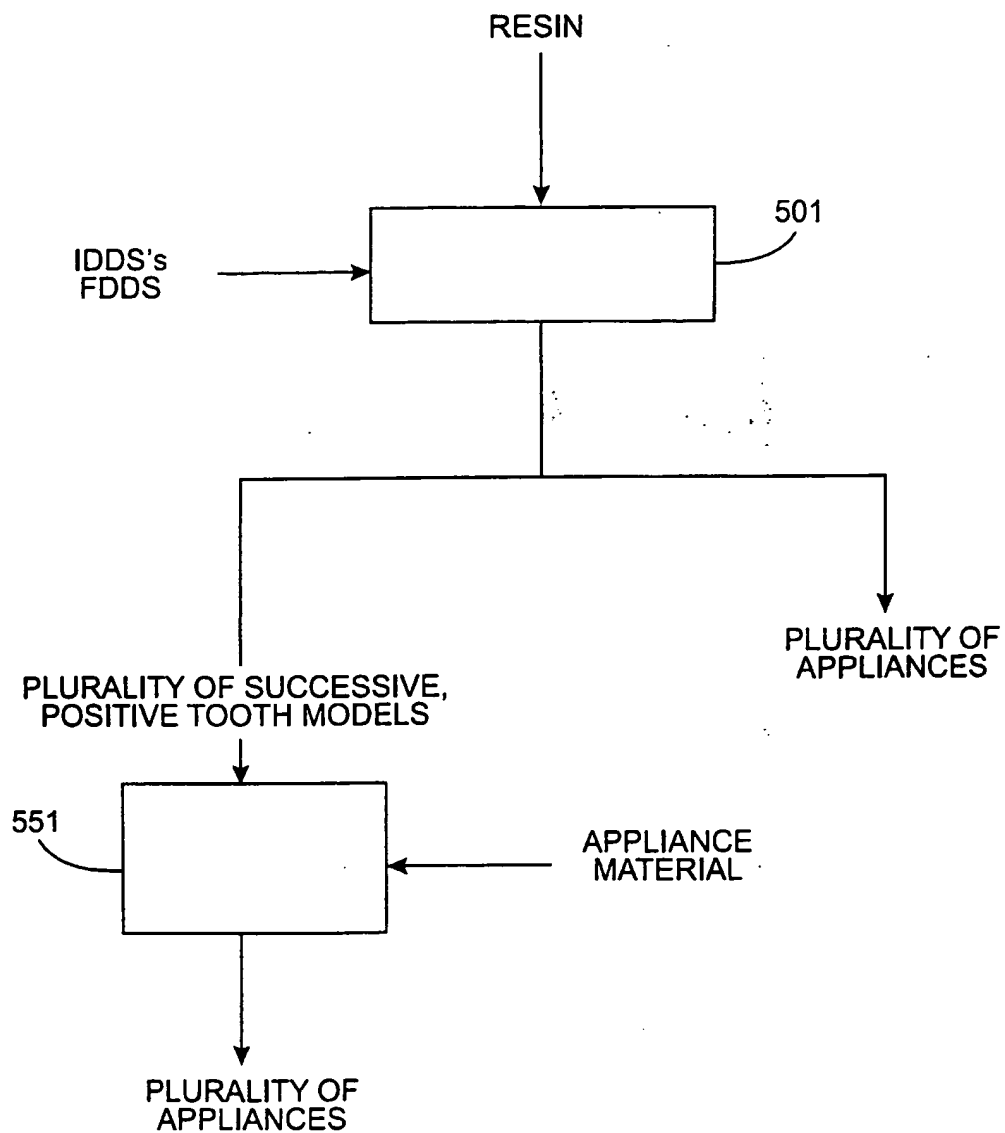 RESIN
501
IDDS's
FDDS
PLURALITY OF
APPLIANCES
PLURALITY OF SUCCESSIVE,
POSITIVE TOOTH MODELS
551
APPLIANCE
MATERIAL
PLURALITY OF
APPLIANCES